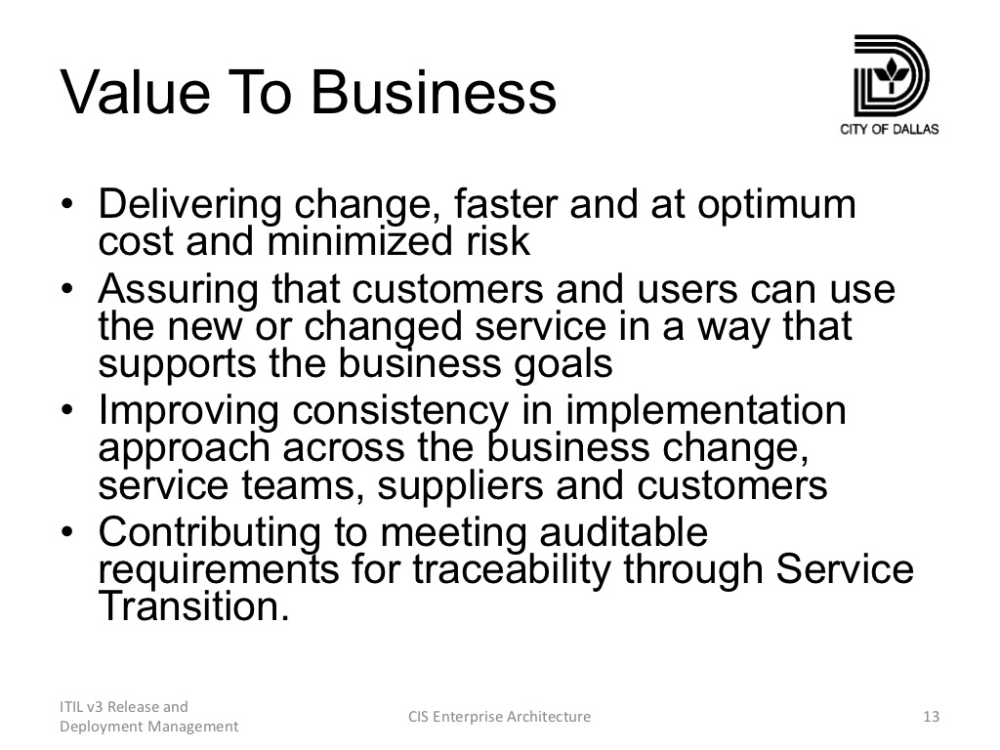 Value To Business
CITY OF DALLAS
• Delivering change, faster and at optimum
cost and minimized risk
• Assuring that customers and users can use
the new or changed service in a way that
supports the business goals
• Improving consistency in implementation
approach across the business change,
service teams, suppliers and customers
• Contributing to meeting auditable
requirements for traceability through Service
Transition.
ITIL v3 Release and
Deployment Management
CIS Enterprise Architecture
13